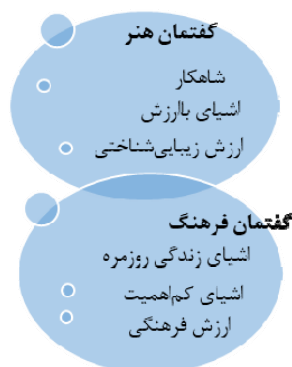 گفتمان هنر
شاهکار
اشیای باارزش
ارزش زیبایی‌شناختی
گفتمان فرهنگ
اشیای زندگی روزمره
اشیای کم‌اهمیت
ارزش فرهنگی